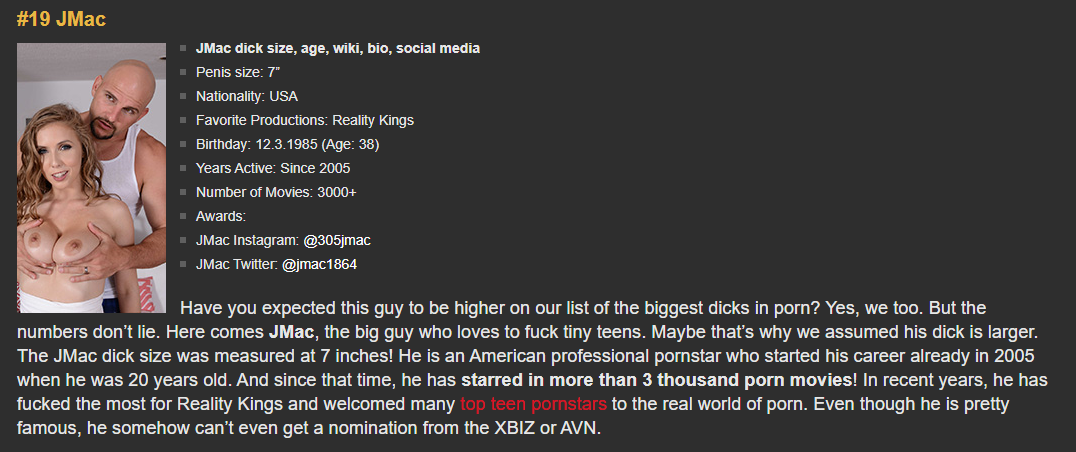 #19 JMac
JMac dick size, age, wiki, bio, social media
Penis size: 7”
Nationality: USA
Favorite Productions: Reality Kings
Birthday: 12.3.1985 (Age: 38)
Years Active: Since 2005
Number of Movies: 3000+
Awards:
JMac Instagram: @305jmac
JMac Twitter: @jmac1864
Have you expected this guy to be higher on our list of the biggest dicks in porn? Yes, we too. But the
numbers don’t lie. Here comes JMac, the big guy who loves to fuck tiny teens. Maybe that’s why we assumed his dick is larger.
The JMac dick size was measured at 7 inches! He is an American professional pornstar who started his career already in 2005
when he was 20 years old. And since that time, he has starred in more than 3 thousand porn movies! In recent years, he has
fucked the most for Reality Kings and welcomed many top teen pornstars to the real world of porn. Even though he is pretty
famous, he somehow can’t even get a nomination from the XBIZ or AVN.